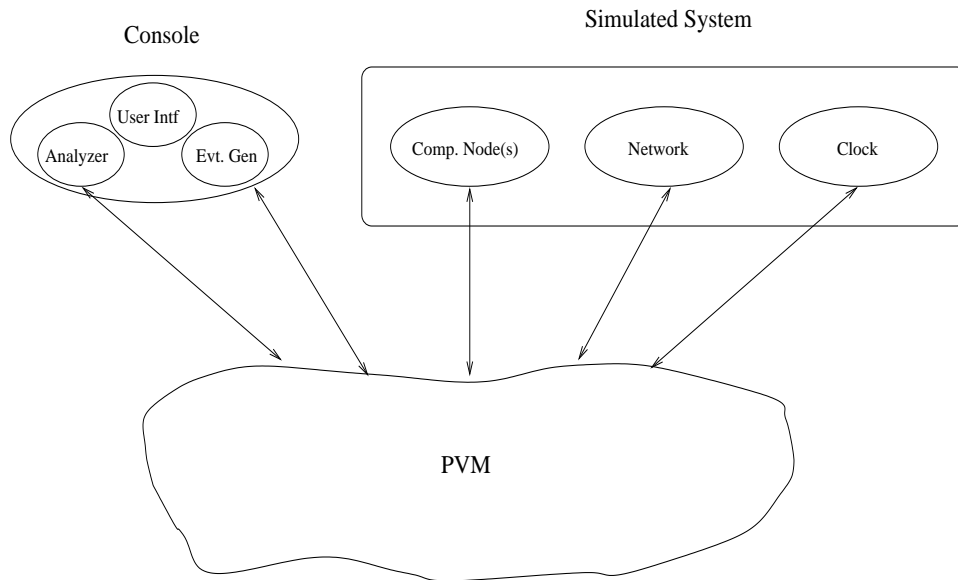 Simulated System
Console
User Intf
Analyzer
Evt. Gen
Comp. Node(s)
Network
Clock
PVM